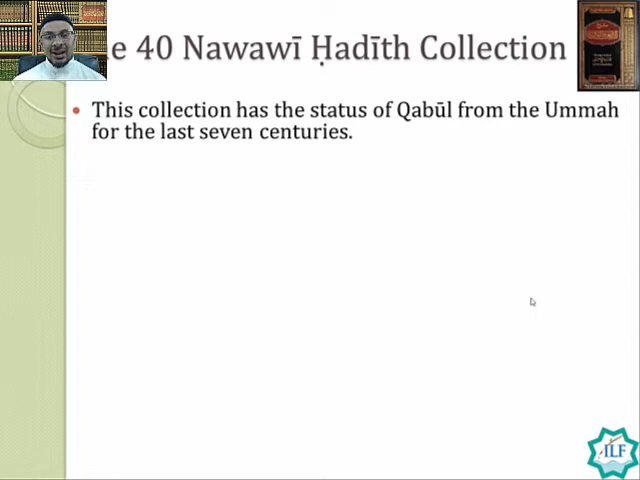 e 40 Nawawī Ḥadīth Collection
This collection has the status of Qabūl from the Ummah
for the last seven centuries.
ILF